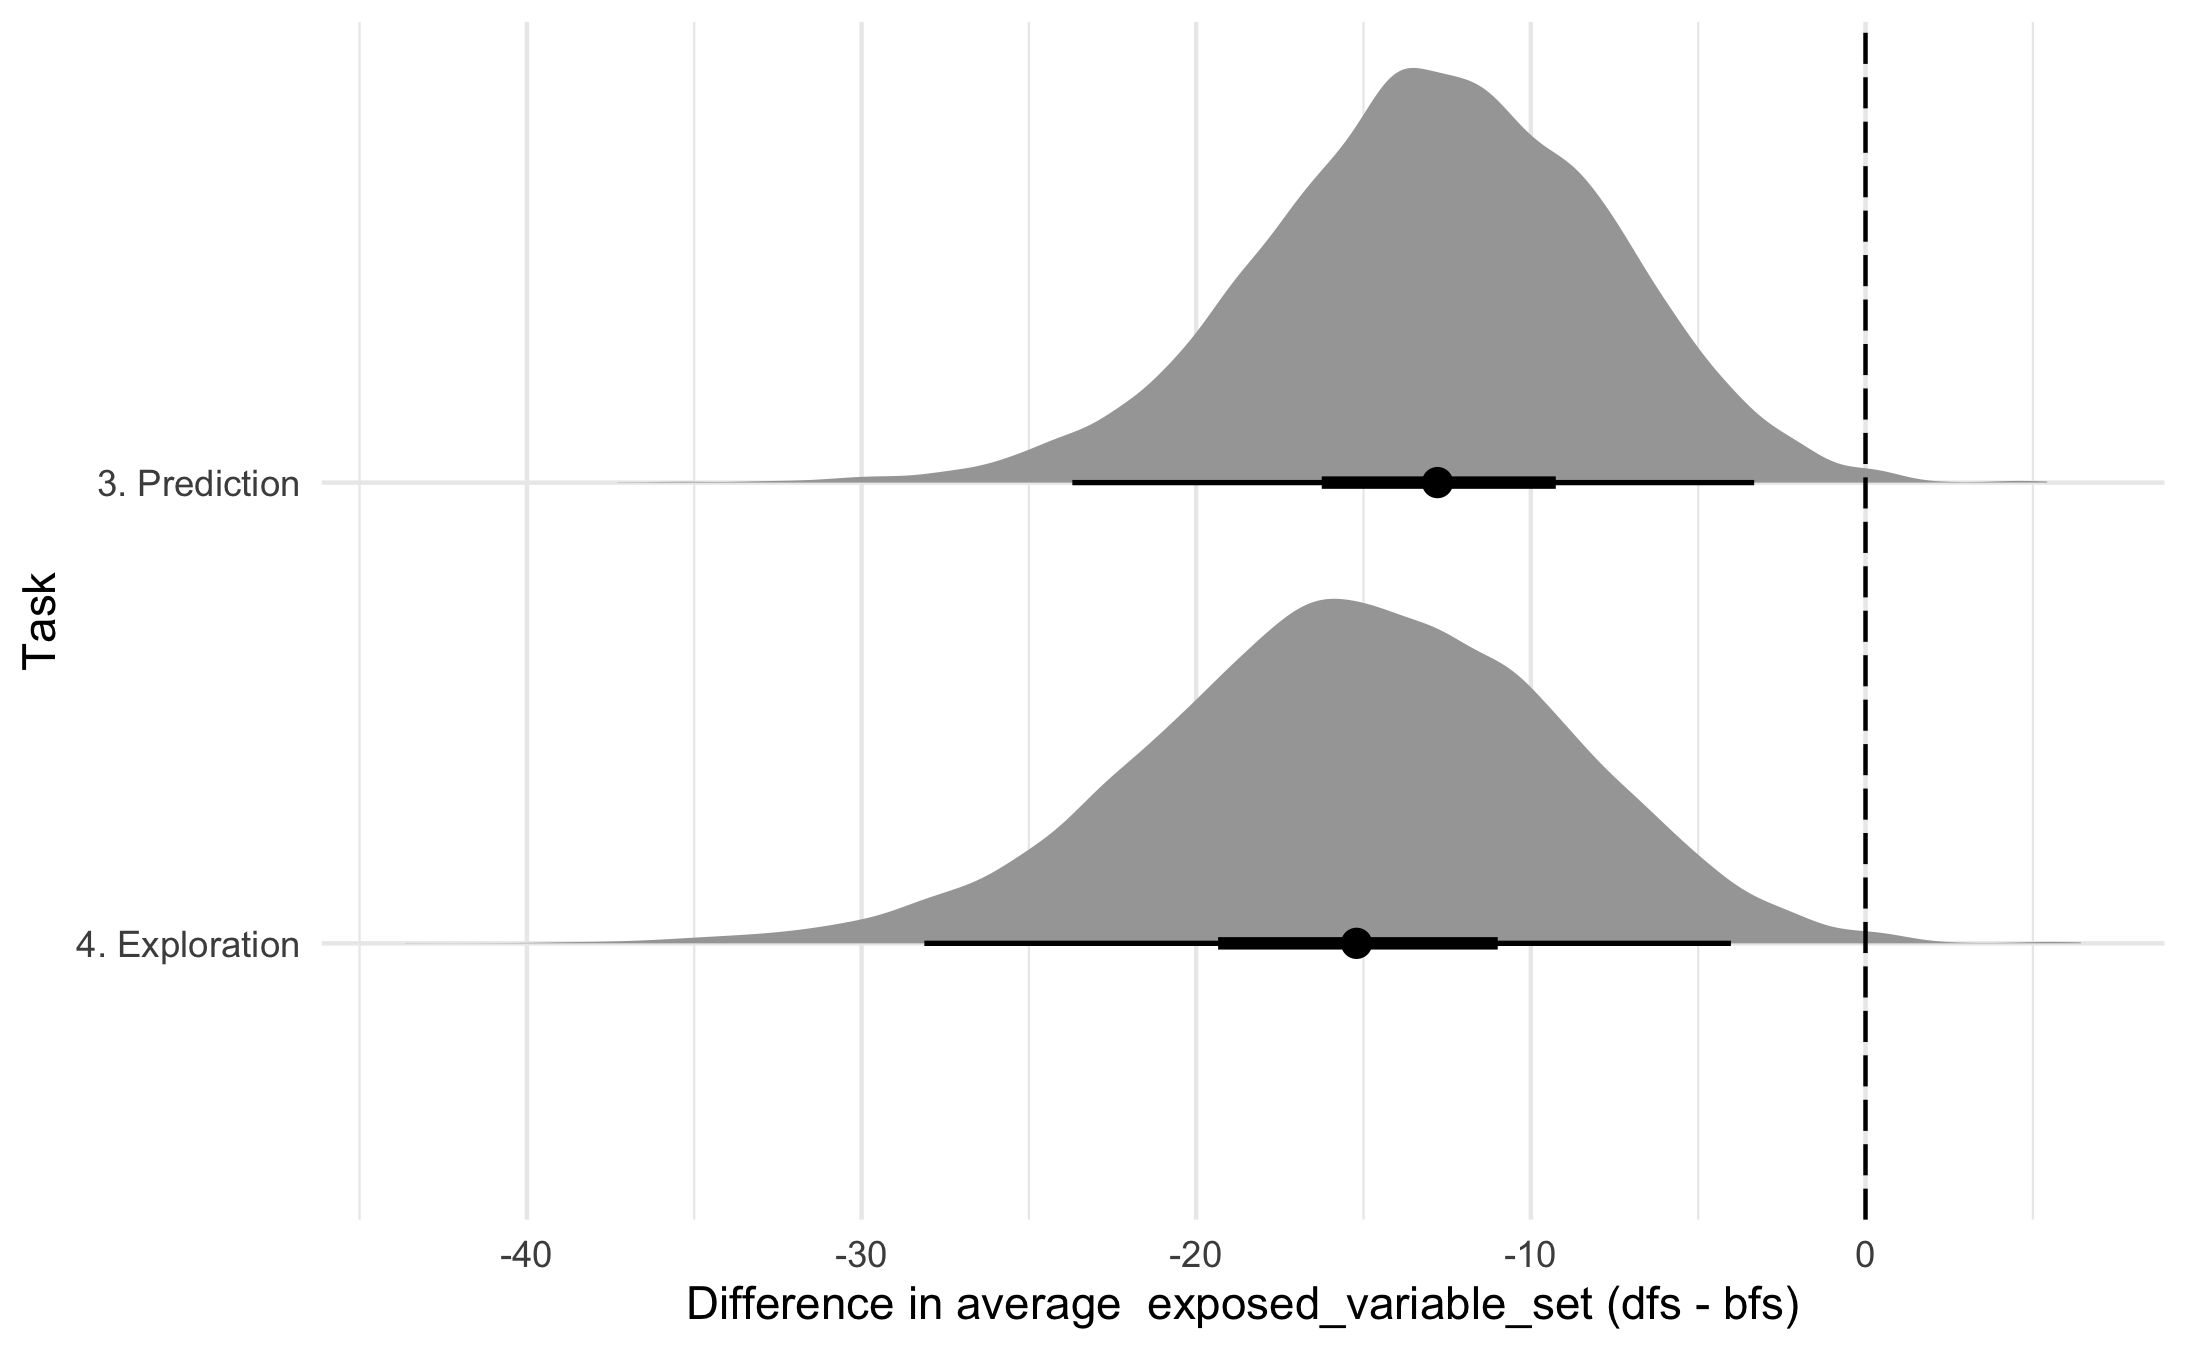 3. Prediction
Task
4. Exploration
-40 -30 -20 -10 0
Difference in average  exposed_variable_set (dfs - bfs)